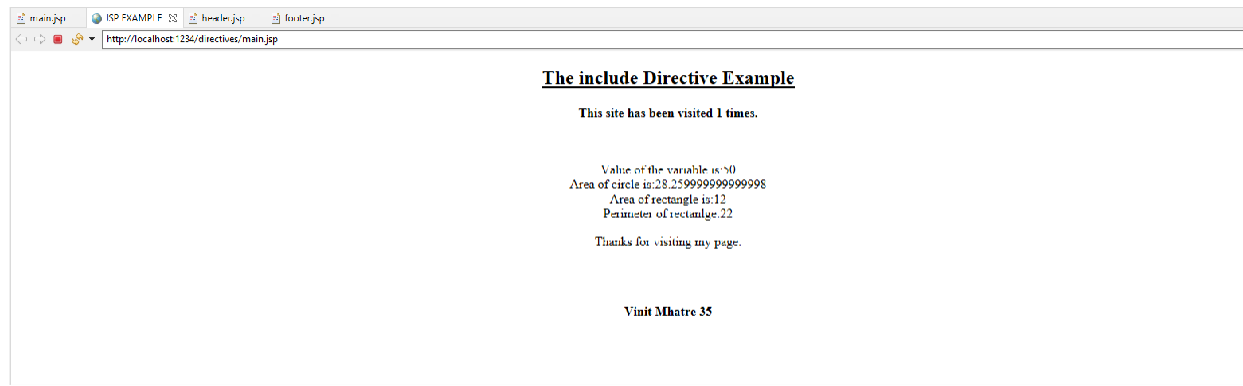 main.jsp JSP EXAMPLE header.jsp footer.jsp
http://localhost:1234/directives/main.jsp
The include Directive Example
This site has been visited 1 times.
Value of the variable is:50
Area of circle is:28.259999999999998
Area of rectangle is:12
Perimeter of rectanlge:22
Thanks for visiting my page.
Vinit Mhatre 35